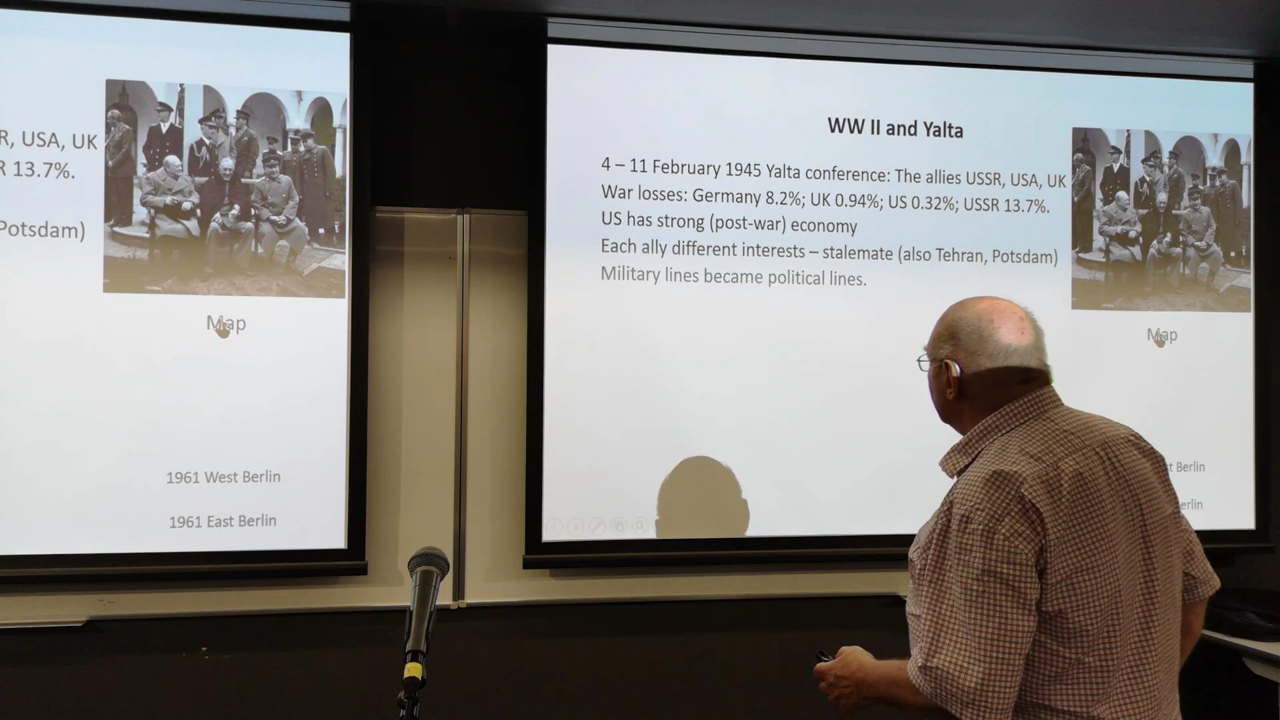 R, USA, UK
R 13.7%.
Potsdam)
Map
1961 West Berlin
1961 East Berlin
WW II and Yalta
4 – 11 February 1945 Yalta conference: The allies USSR, USA, UK
War losses: Germany 8.2%; UK 0.94%; US 0.32%; USSR 13.7%.
US has strong (post-war) economy
Each ally different interests – stalemate (also Tehran, Potsdam)
Military lines became political lines.
Map
st Berlin
erlin